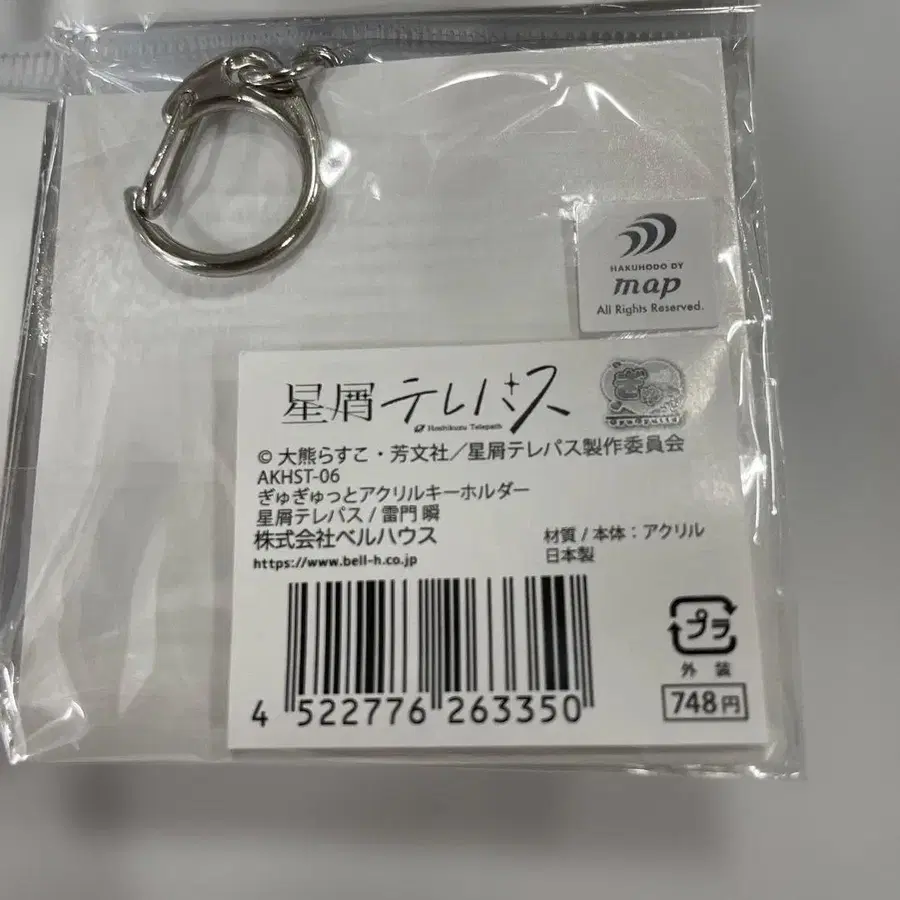 HAKUHODO DY
map
All Rights Reserved.
星屑テレパス
Hoshikuzu Telepath
ぎゅ
© 大熊らすこ・芳文社／星屑テレパス製作委員会
AKHST-06
ぎゅぎゅっとアクリルキーホルダー
星屑テレパス / 雷門 瞬
株式会社ベルハウス
https://www.bell-h.co.jp
材質 / 本体：アクリル
日本製
プラ
外 装
748円
4 522776 263350